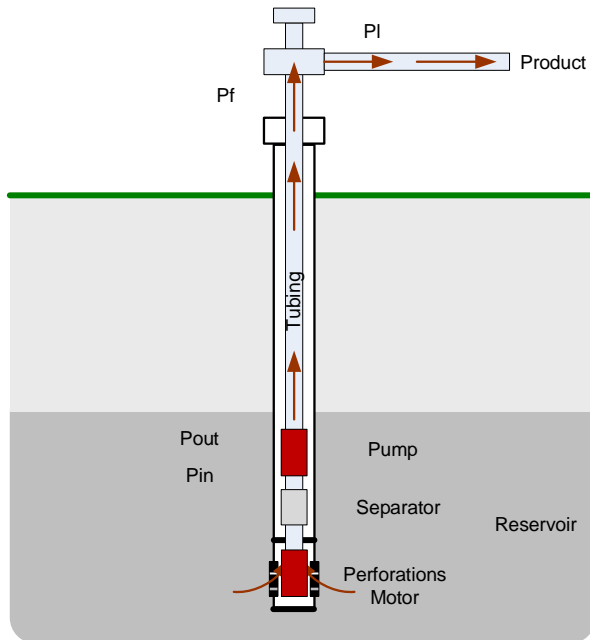 Pl
Product
Pf
Tubing
Pout
Pump
Pin
Separator
Reservoir
Perforations
Motor